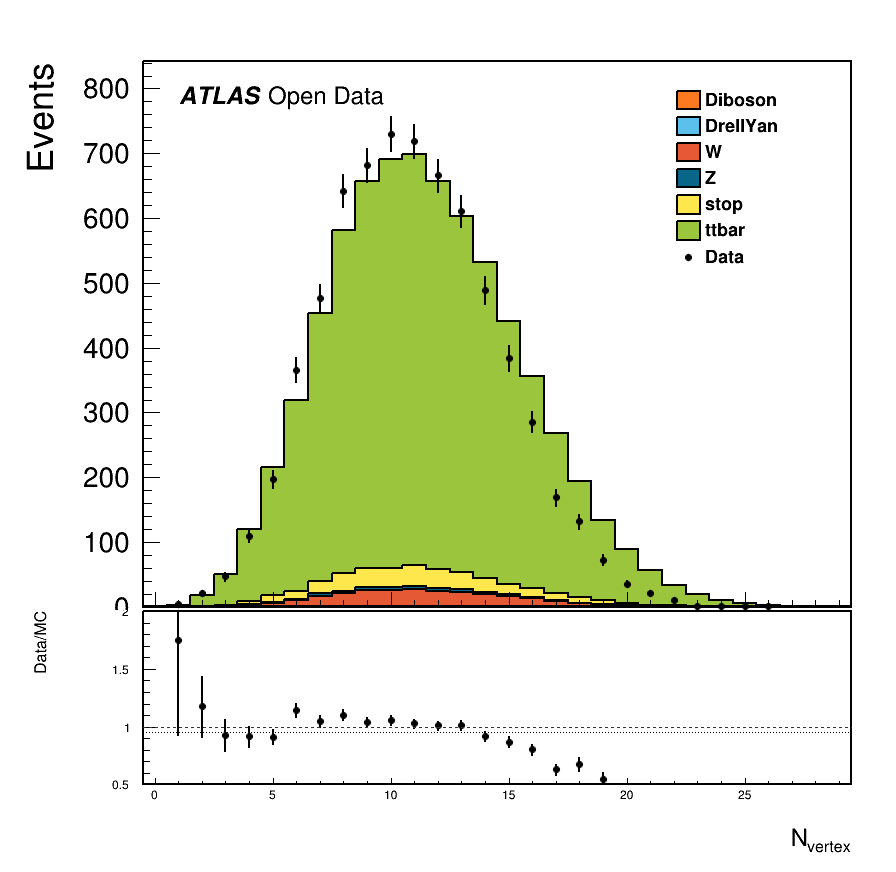 Events
800
700
600
500
400
300
200
100
0
ATLAS Open Data
Diboson
DrellYan
W
Z
stop
ttbar
Data
Data/MC
2
1.5
1
0.5
0 5 10 15 20 25
Nvertex